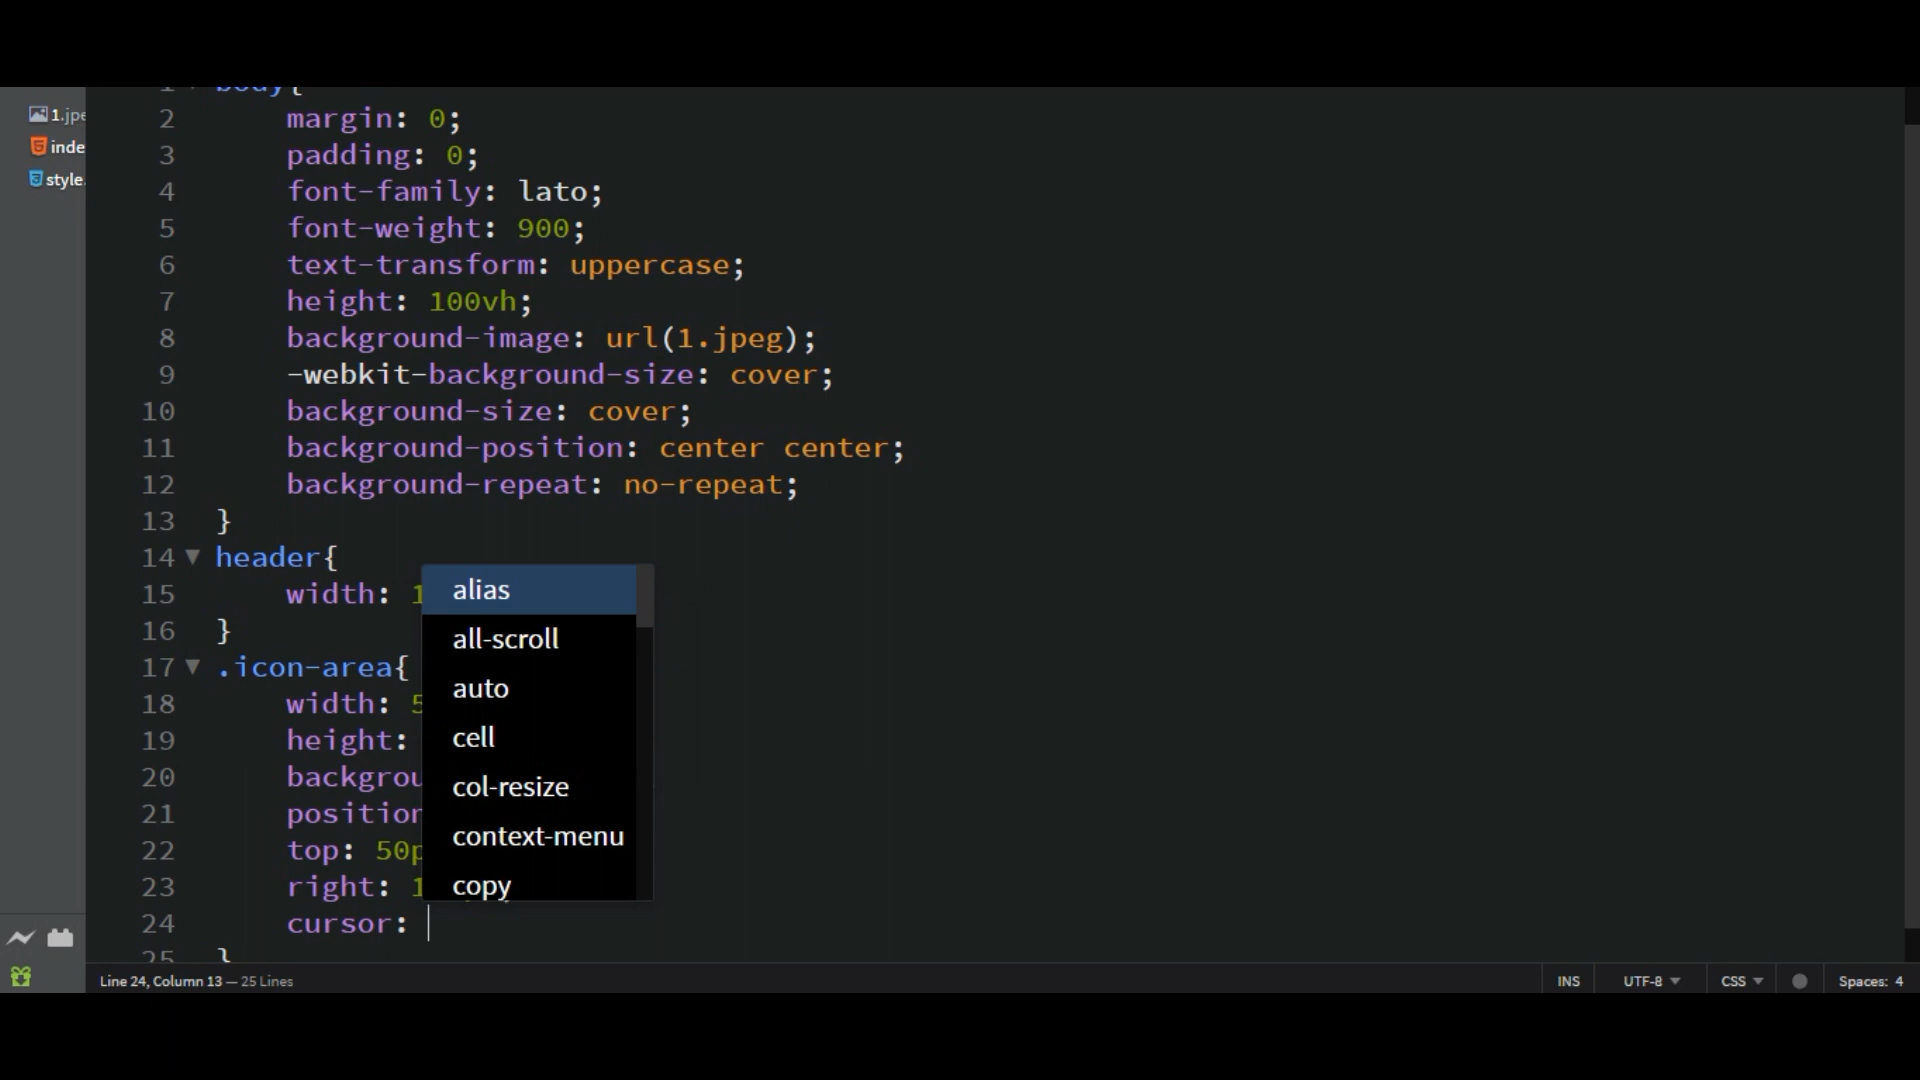 1 body{
1.jpe
2 margin: 0;
inde
3 padding: 0;
style.
4 font-family: lato;
5 font-weight: 900;
6 text-transform: uppercase;
7 height: 100vh;
8 background-image: url(1.jpeg);
9 -webkit-background-size: cover;
10 background-size: cover;
11 background-position: center center;
12 background-repeat: no-repeat;
13 }
14 header{
15 width: 1
16 }
17 .icon-area{
18 width: 5
19 height:
20 backgrou
21 position
22 top: 50p
23 right: 1
24 cursor:
25 }
alias
all-scroll
auto
cell
col-resize
context-menu
copy
Line 24, Column 13 — 25 Lines
INS UTF-8 CSS Spaces: 4